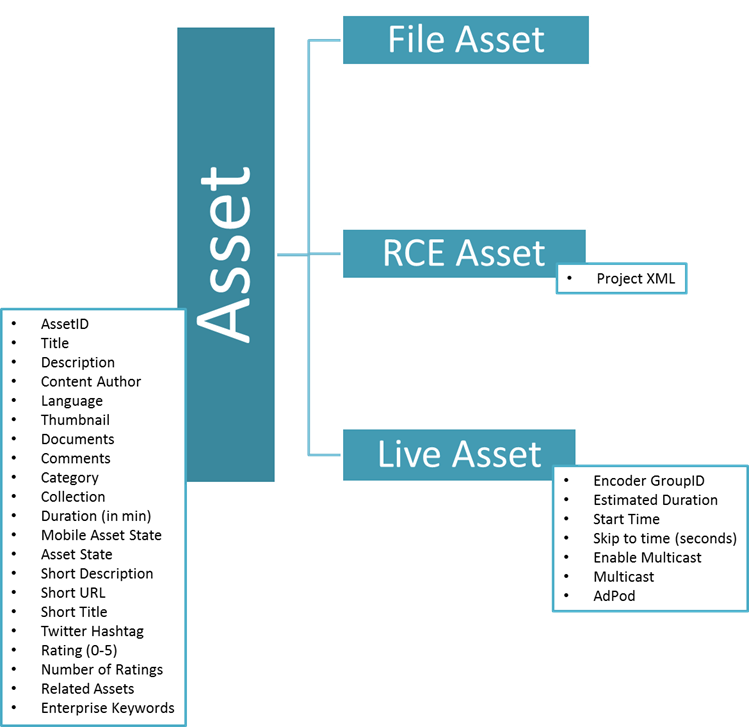 File Asset
Asset
RCE Asset
• Project XML
• AssetID
• Title
• Description
• Content Author
• Language
• Thumbnail
• Documents
• Comments
• Category
• Collection
• Duration (in min)
• Mobile Asset State
• Asset State
• Short Description
• Short URL
• Short Title
• Twitter Hashtag
• Rating (0-5)
• Number of Ratings
• Related Assets
• Enterprise Keywords
Live Asset
• Encoder GroupID
• Estimated Duration
• Start Time
• Skip to time (seconds)
• Enable Multicast
• Multicast
• AdPod